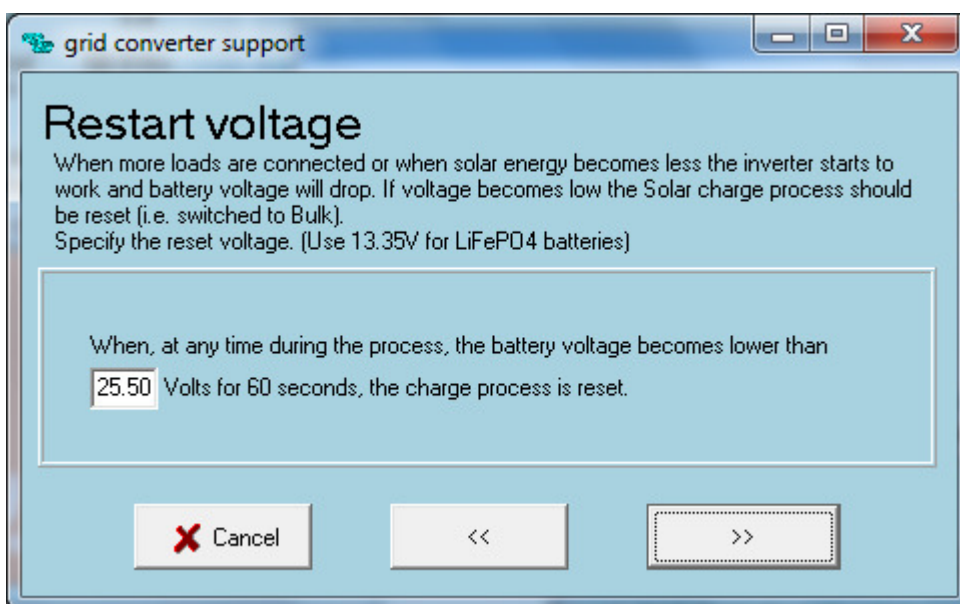 grid converter support
Restart voltage
When more loads are connected or when solar energy becomes less the inverter starts to
work and battery voltage will drop. If voltage becomes low the Solar charge process should
be reset (i.e. switched to Bulk).
Specify the reset voltage. (Use 13.35V for LiFePO4 batteries)
When, at any time during the process, the battery voltage becomes lower than
25.50 Volts for 60 seconds, the charge process is reset.
Cancel << >>